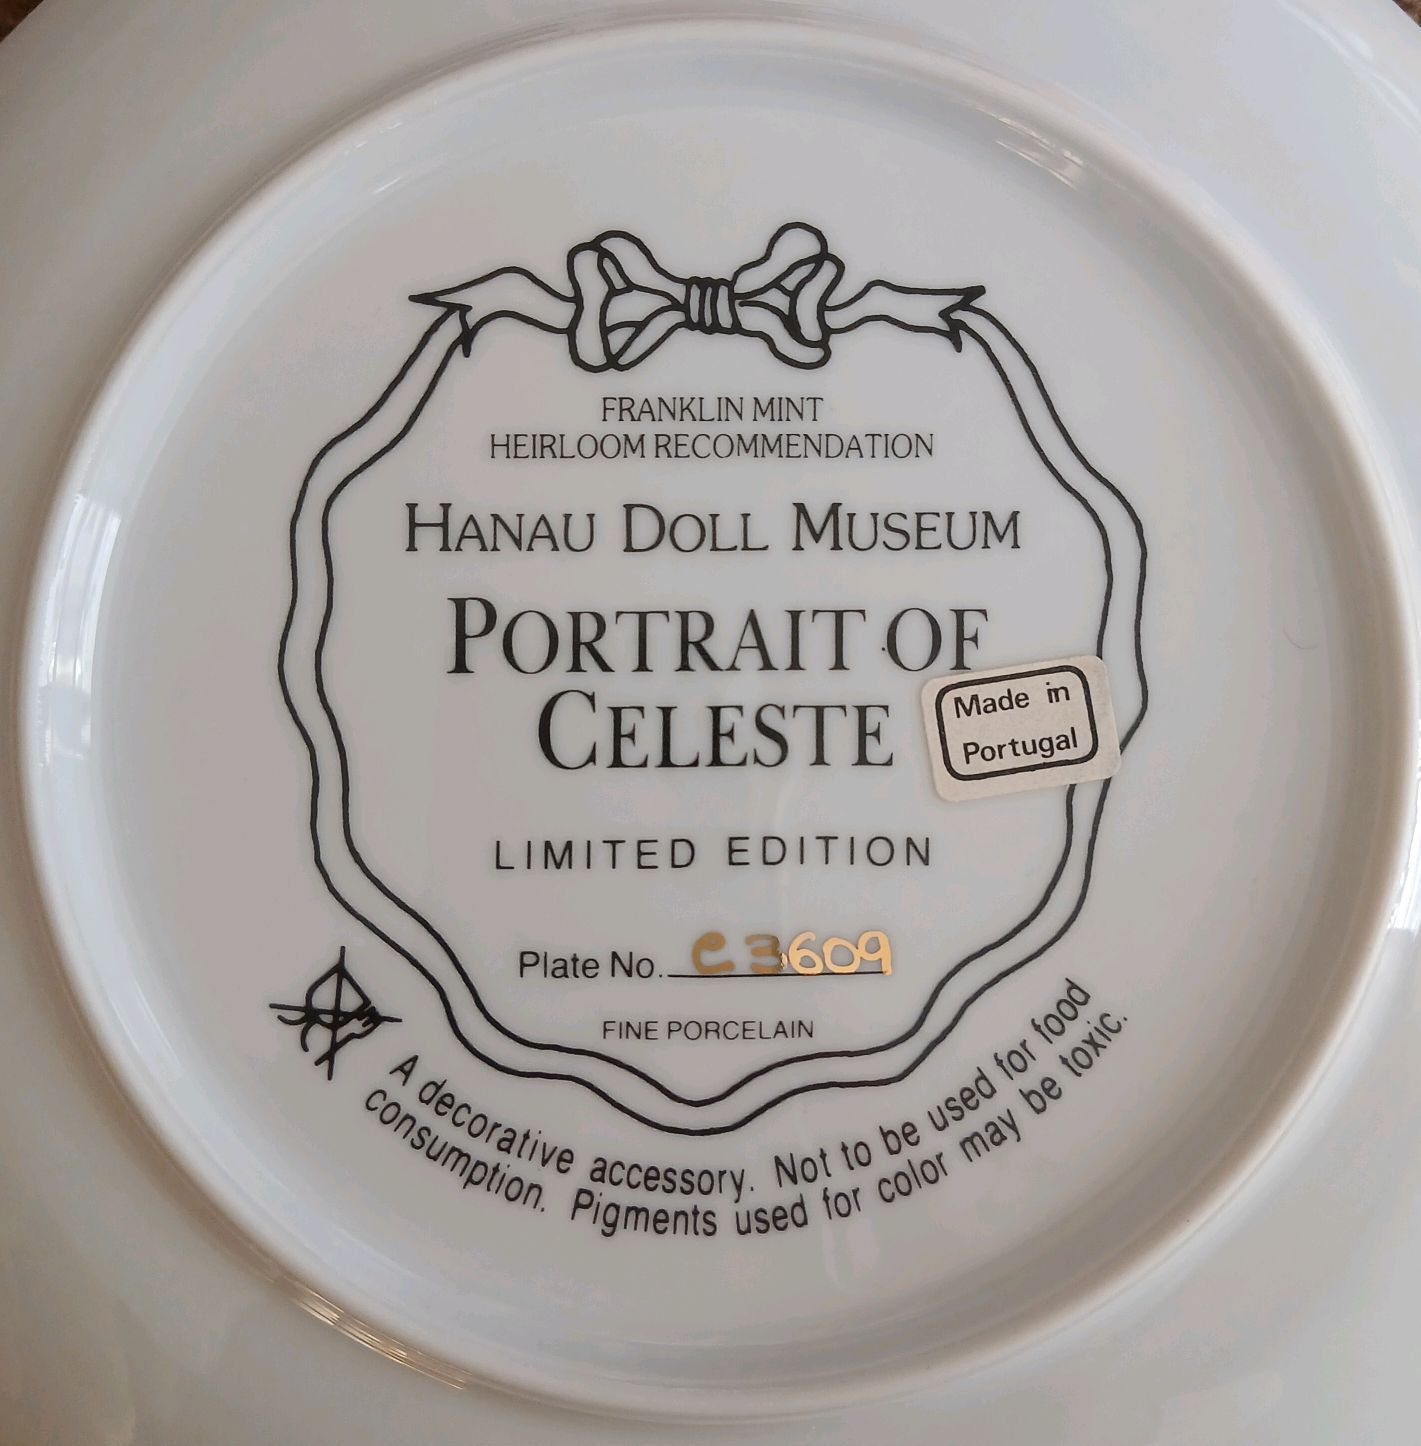 FRANKLIN MINT
HEIRLOOM RECOMMENDATION
HANAU DOLL MUSEUM
PORTRAIT OF
CELESTE
Made in
Portugal
LIMITED EDITION
Plate No. C3609
FINE PORCELAIN
A decorative accessory. Not to be used for food
consumption. Pigments used for color may be toxic.